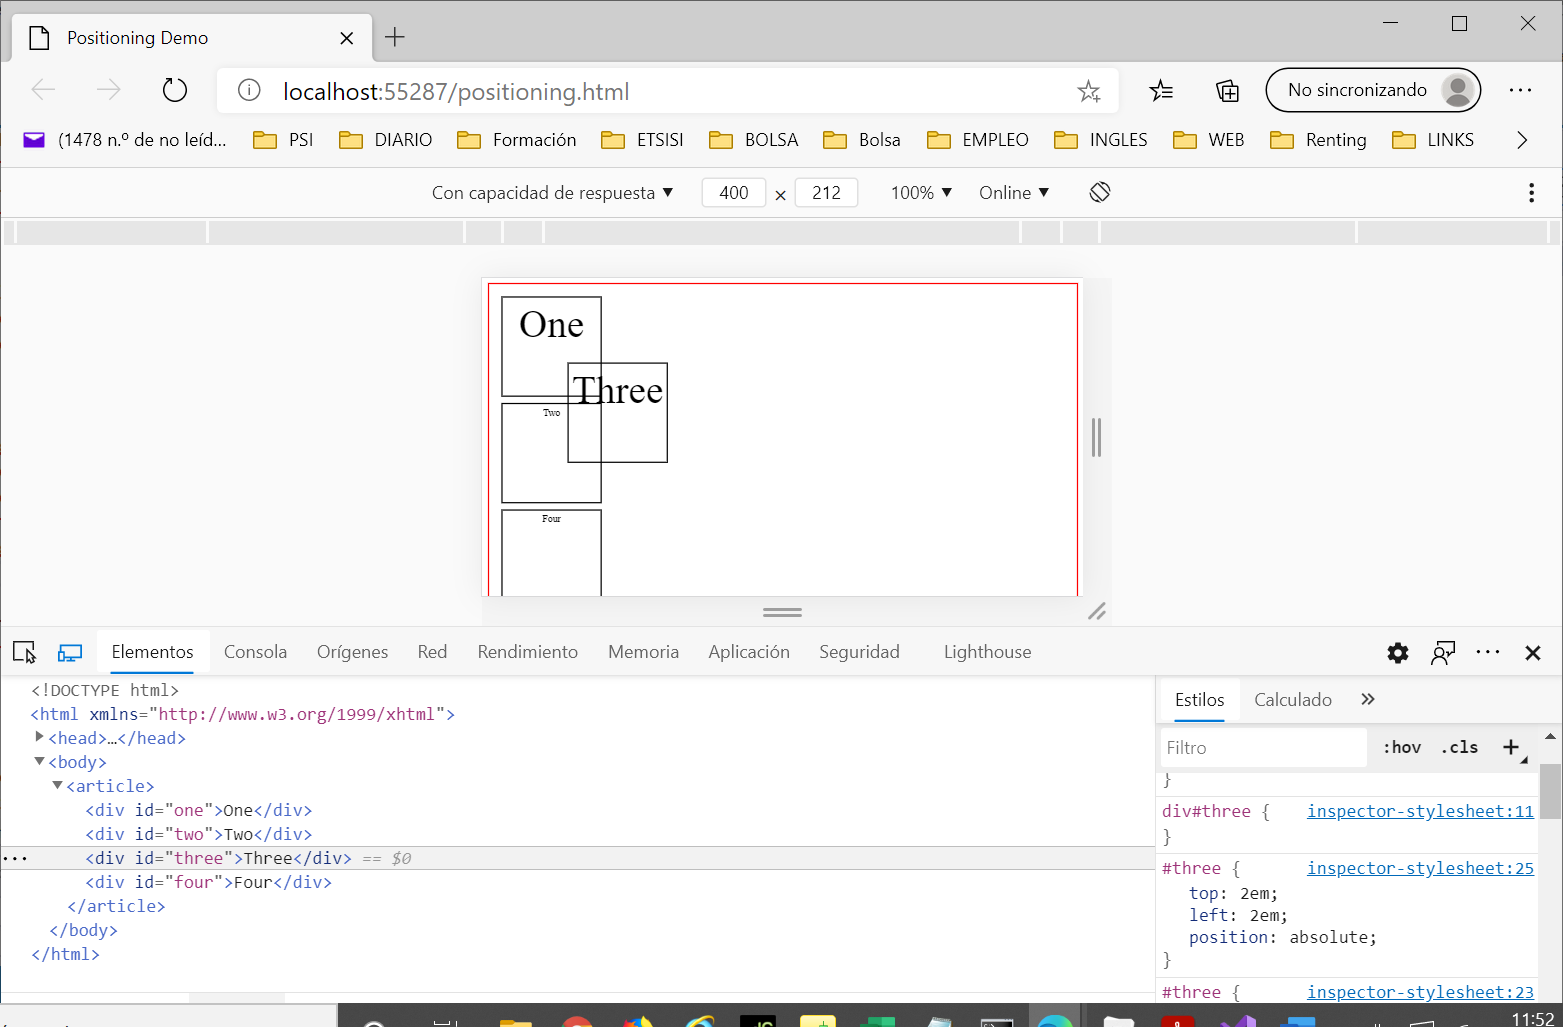 Positioning Demo
localhost:55287/positioning.html
No sincronizando
(1478 n.º de no leíd... PSI DIARIO Formación ETSISI BOLSA Bolsa EMPLEO INGLES WEB Renting LINKS
Con capacidad de respuesta ▼ 400 × 212 100% ▼ Online ▼
One
Three
Two
Four
Elementos Consola Orígenes Red Rendimiento Memoria Aplicación Seguridad Lighthouse
<!DOCTYPE html>
<html xmlns="http://www.w3.org/1999/xhtml">
<head>…</head>
<body>
<article>
<div id="one">One</div>
<div id="two">Two</div>
<div id="three">Three</div> == $0
<div id="four">Four</div>
</article>
</body>
</html>
Estilos Calculado »
Filtro :hov .cls +
}
div#three { inspector-stylesheet:11
}
#three { inspector-stylesheet:25
top: 2em;
left: 2em;
position: absolute;
}
#three { inspector-stylesheet:23
11:52